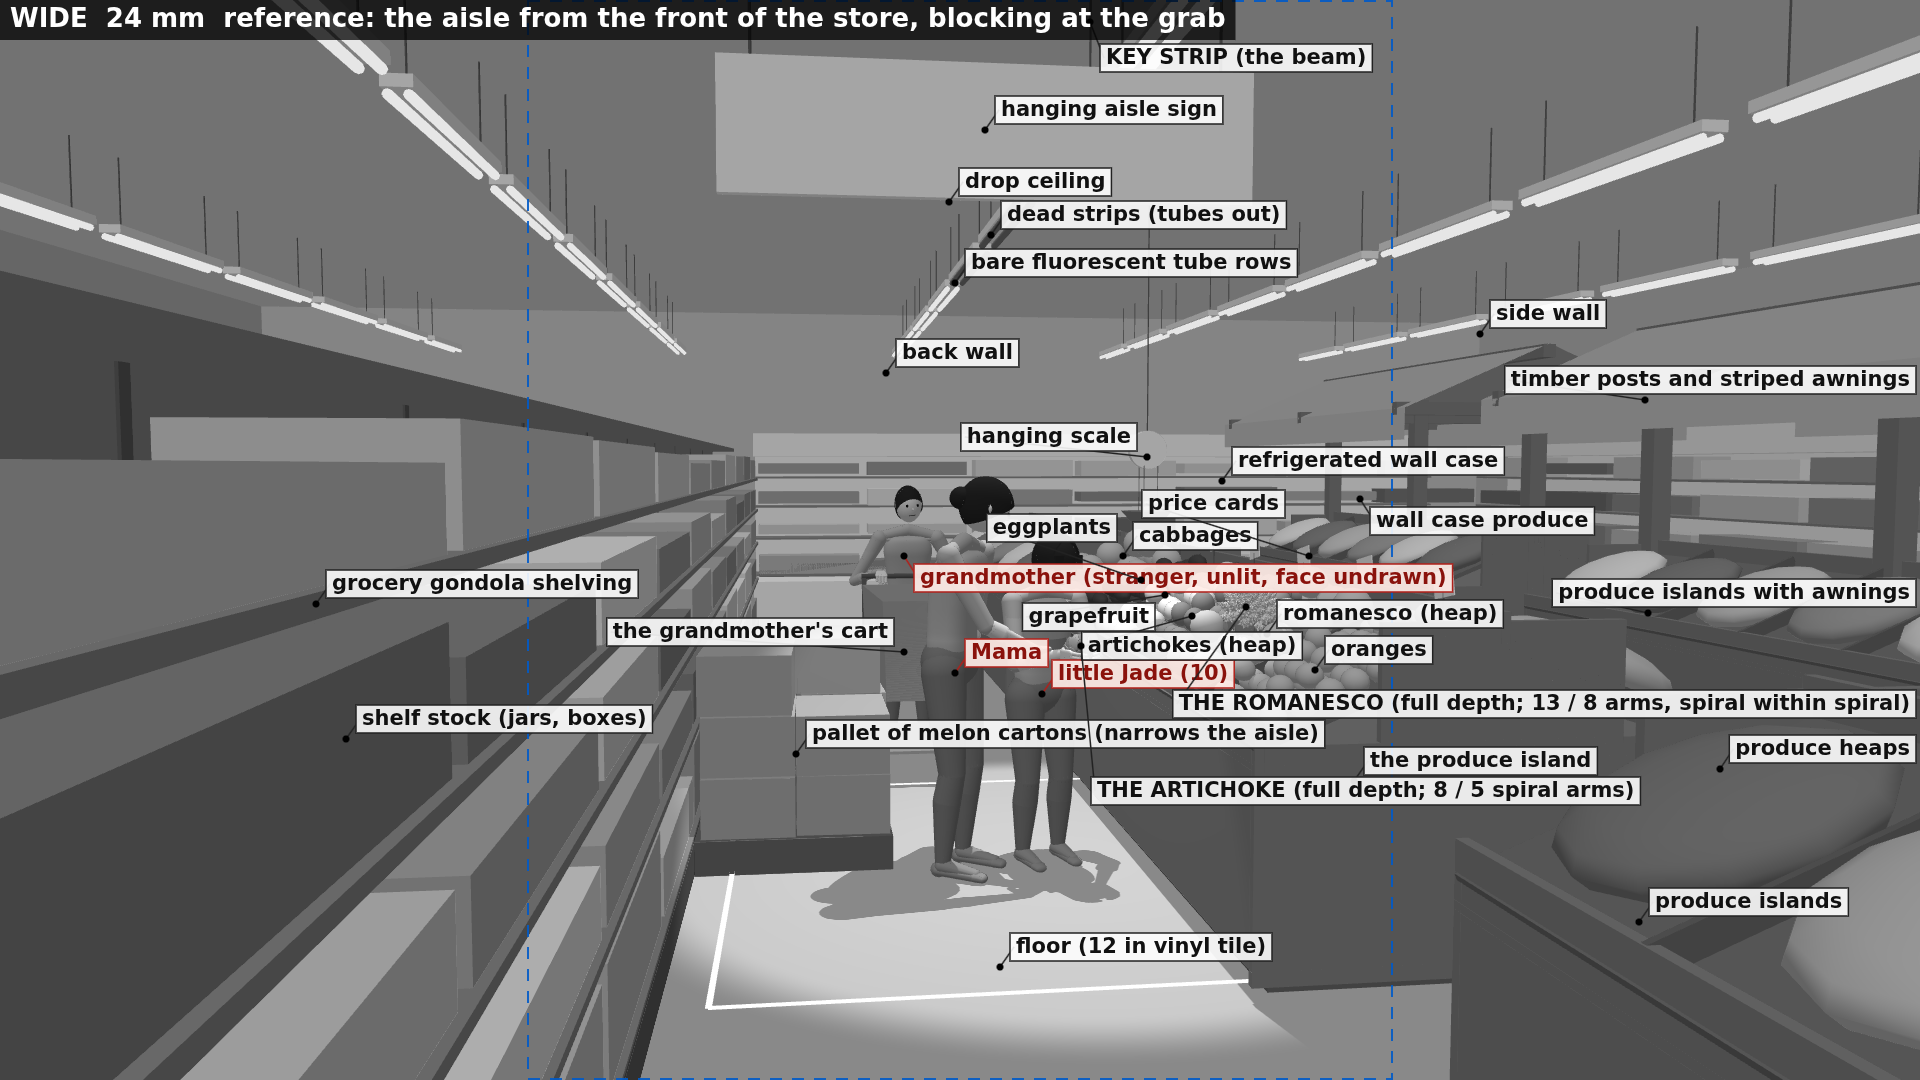 WIDE 24 mm reference: the aisle from the front of the store, blocking at the grab
KEY STRIP (the beam)
hanging aisle sign
drop ceiling
dead strips (tubes out)
bare fluorescent tube rows
side wall
back wall
timber posts and striped awnings
hanging scale
refrigerated wall case
price cards
wall case produce
eggplants
cabbages
grandmother (stranger, unlit, face undrawn)
grocery gondola shelving
produce islands with awnings
grapefruit
romanesco (heap)
the grandmother's cart
artichokes (heap)
oranges
Mama
little Jade (10)
THE ROMANESCO (full depth; 13 / 8 arms, spiral within spiral)
shelf stock (jars, boxes)
pallet of melon cartons (narrows the aisle)
produce heaps
the produce island
THE ARTICHOKE (full depth; 8 / 5 spiral arms)
produce islands
floor (12 in vinyl tile)